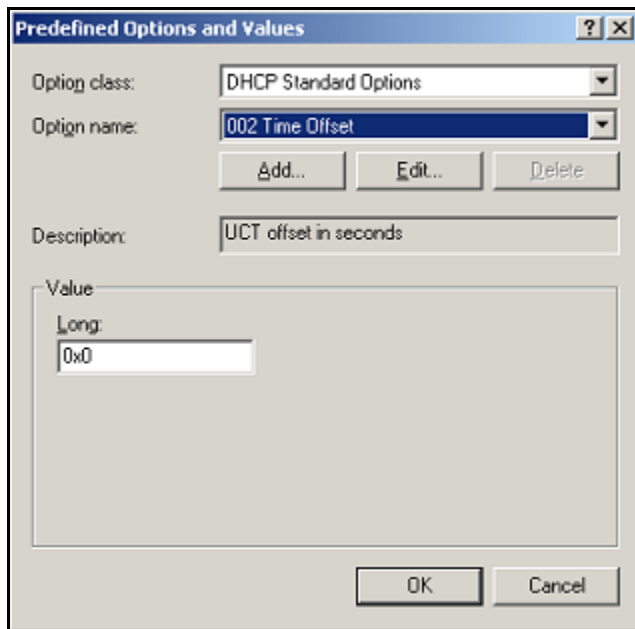 Predefined Options and Values
Option class: DHCP Standard Options
Option name: 002 Time Offset
Add... Edit... Delete
Description: UCT offset in seconds
Value
Long:
0x0
OK Cancel